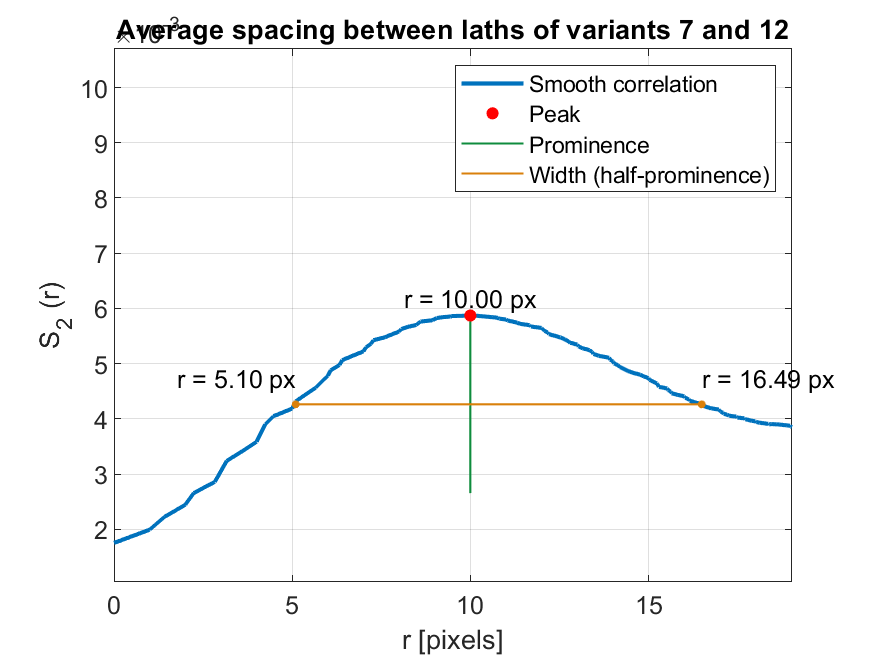 Average spacing between laths of variants 7 and 12
× 10-3
10
9
8
7
6
5
4
3
2
S2 (r)
Smooth correlation
Peak
Prominence
Width (half-prominence)
r = 10.00 px
r = 5.10 px
r = 16.49 px
0 5 10 15
r [pixels]